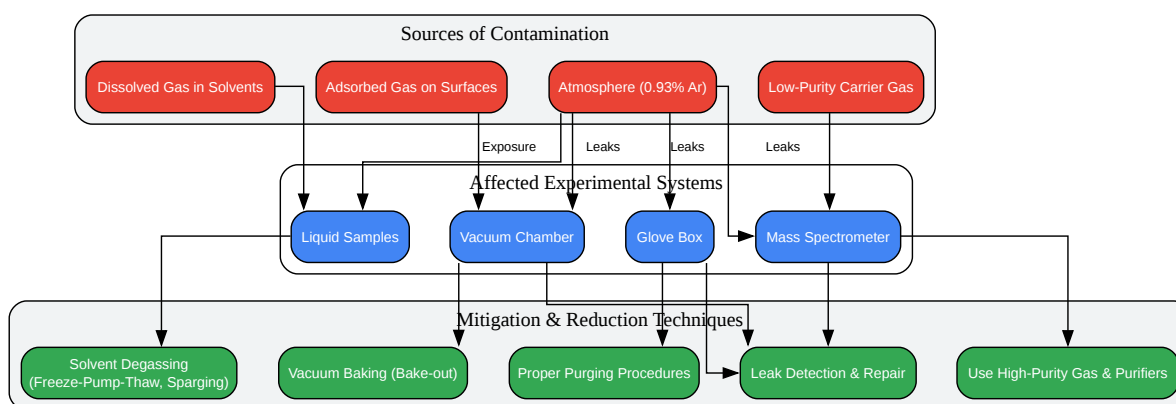 Sources of Contamination
Dissolved Gas in Solvents
Adsorbed Gas on Surfaces
Atmosphere (0.93% Ar)
Low-Purity Carrier Gas
Exposure
Leaks
Leaks
Leaks
Affected Experimental Systems
Liquid Samples
Vacuum Chamber
Glove Box
Mass Spectrometer
Mitigation & Reduction Techniques
Solvent Degassing
(Freeze-Pump-Thaw, Sparging)
Vacuum Baking (Bake-out)
Proper Purging Procedures
Leak Detection & Repair
Use High-Purity Gas & Purifiers